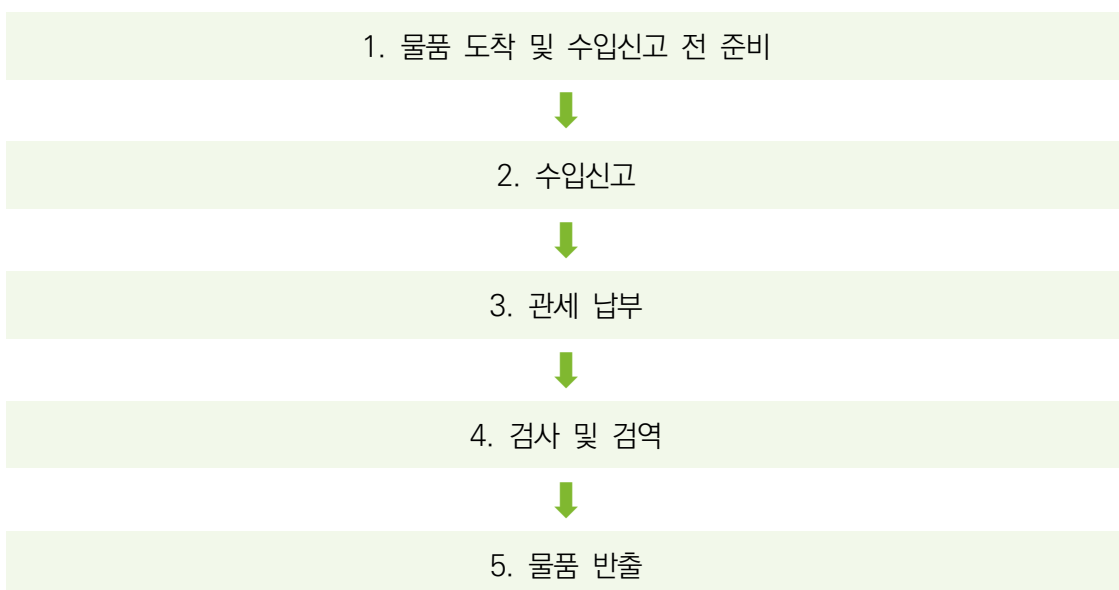 1. 물품 도착 및 수입신고 전 준비
2. 수입신고
3. 관세 납부
4. 검사 및 검역
5. 물품 반출